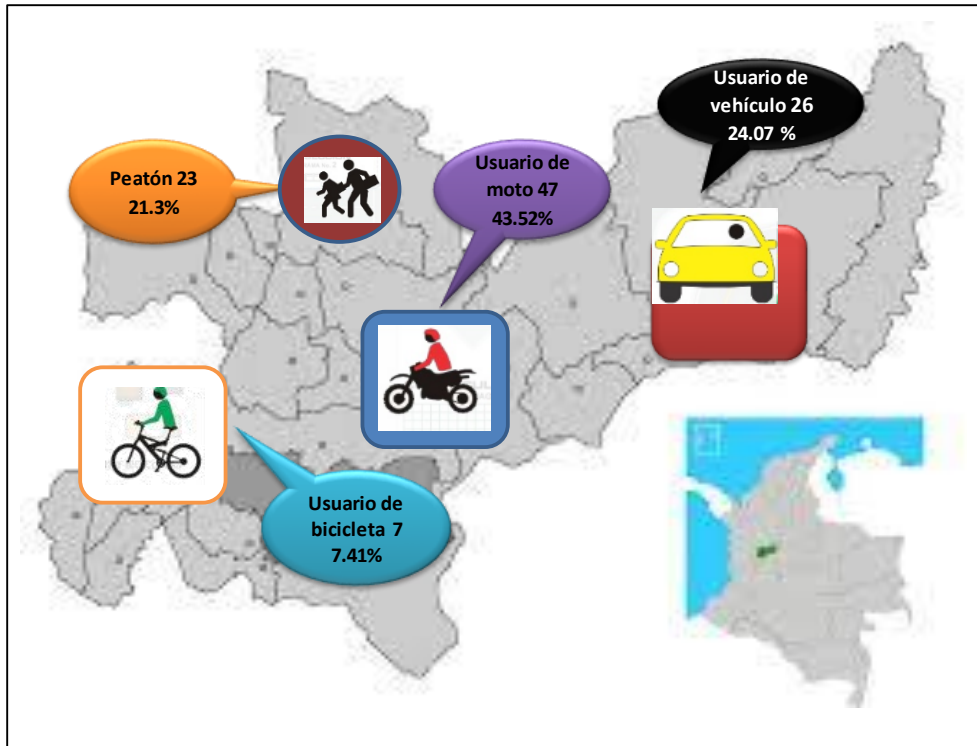 Peatón 23
21.3%
Usuario de
moto 47
43.52%
Usuario de
vehículo 26
24.07 %
Usuario de
bicicleta 7
7.41%